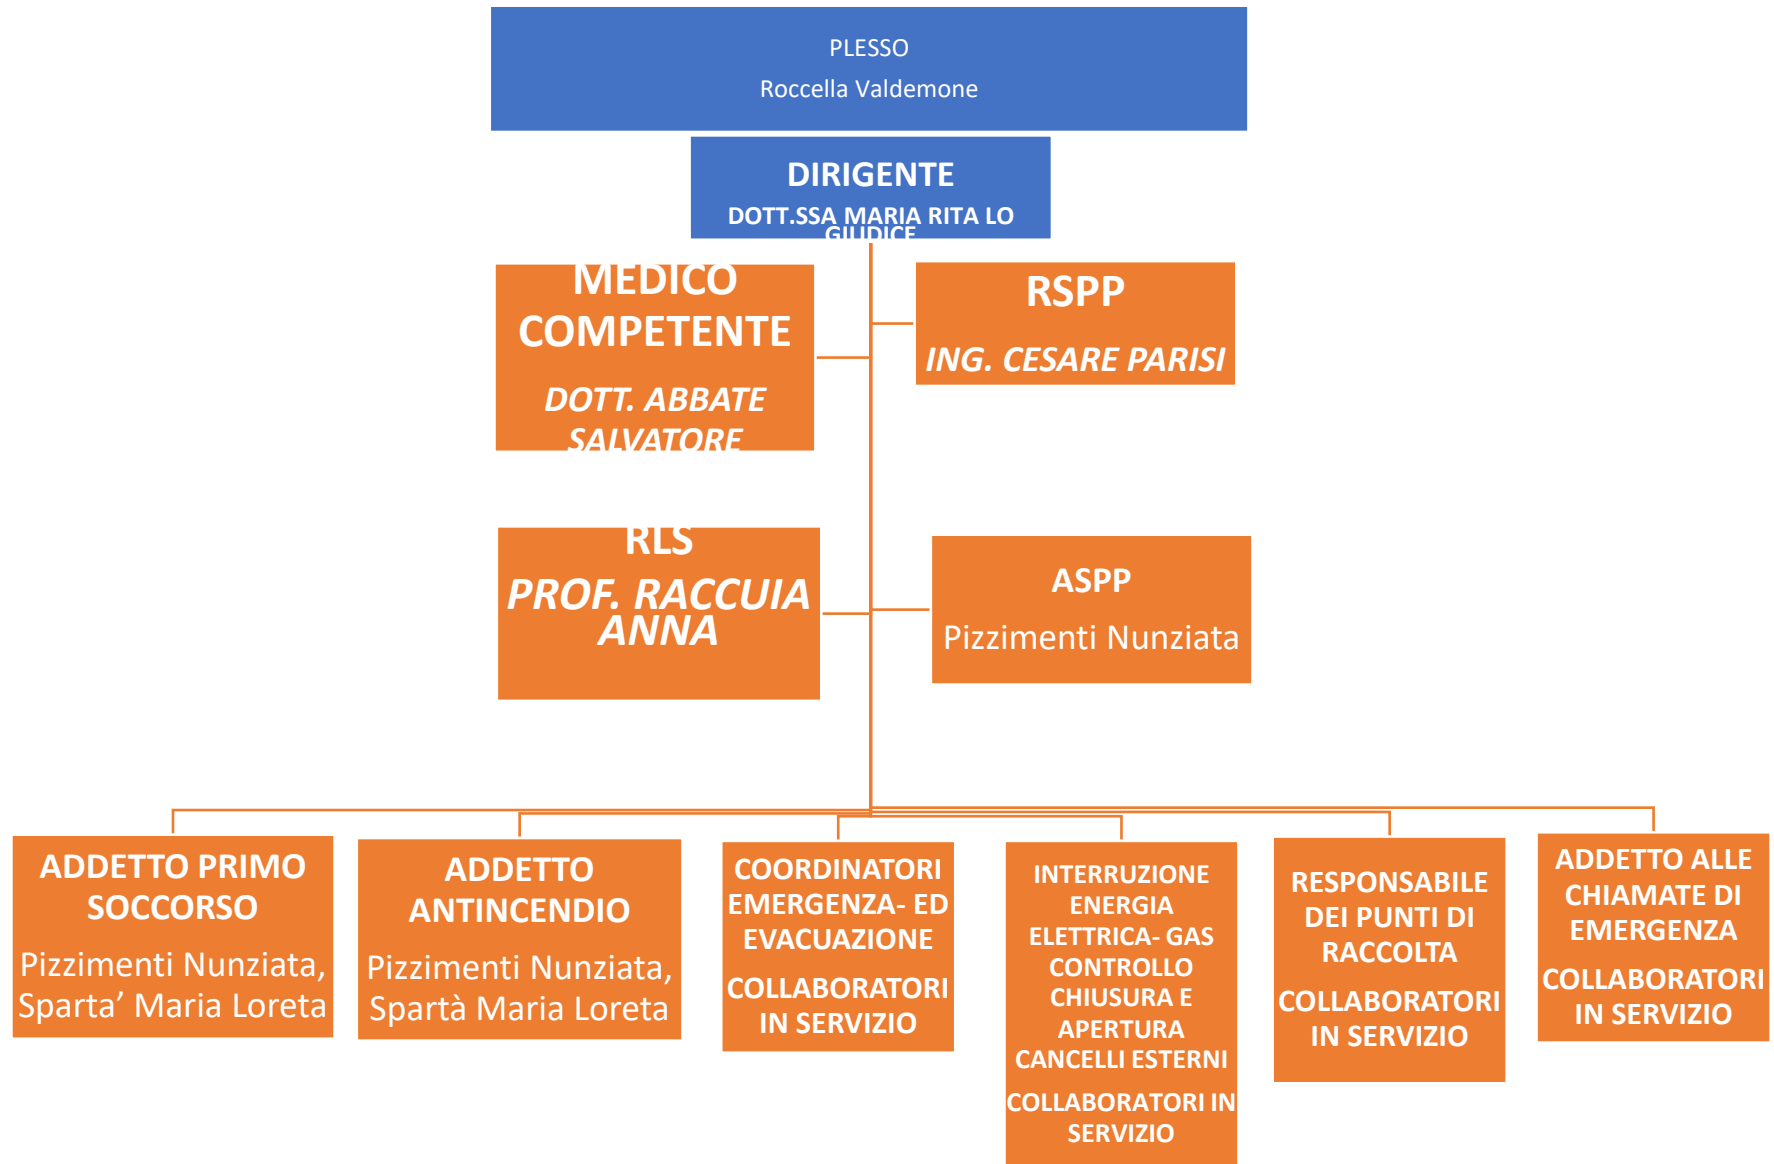 PLESSO
Roccella Valdemone
DIRIGENTE
DOTT.SSA MARIA RITA LO
GIUDICE
MEDICO
COMPETENTE
DOTT. ABBATE
SALVATORE
RSPP
ING. CESARE PARISI
RLS
PROF. RACCUIA
ANNA
ASPP
Pizzimenti Nunziata
ADDETTO PRIMO
SOCCORSO
Pizzimenti Nunziata,
Sparta’ Maria Loreta
ADDETTO
ANTINCENDIO
Pizzimenti Nunziata,
Spartà Maria Loreta
COORDINATORI
EMERGENZA- ED
EVACUAZIONE
COLLABORATORI
IN SERVIZIO
INTERRUZIONE
ENERGIA
ELETTRICA- GAS
CONTROLLO
CHIUSURA E
APERTURA
CANCELLI ESTERNI
COLLABORATORI IN
SERVIZIO
RESPONSABILE
DEI PUNTI DI
RACCOLTA
COLLABORATORI
IN SERVIZIO
ADDETTO ALLE
CHIAMATE DI
EMERGENZA
COLLABORATORI
IN SERVIZIO